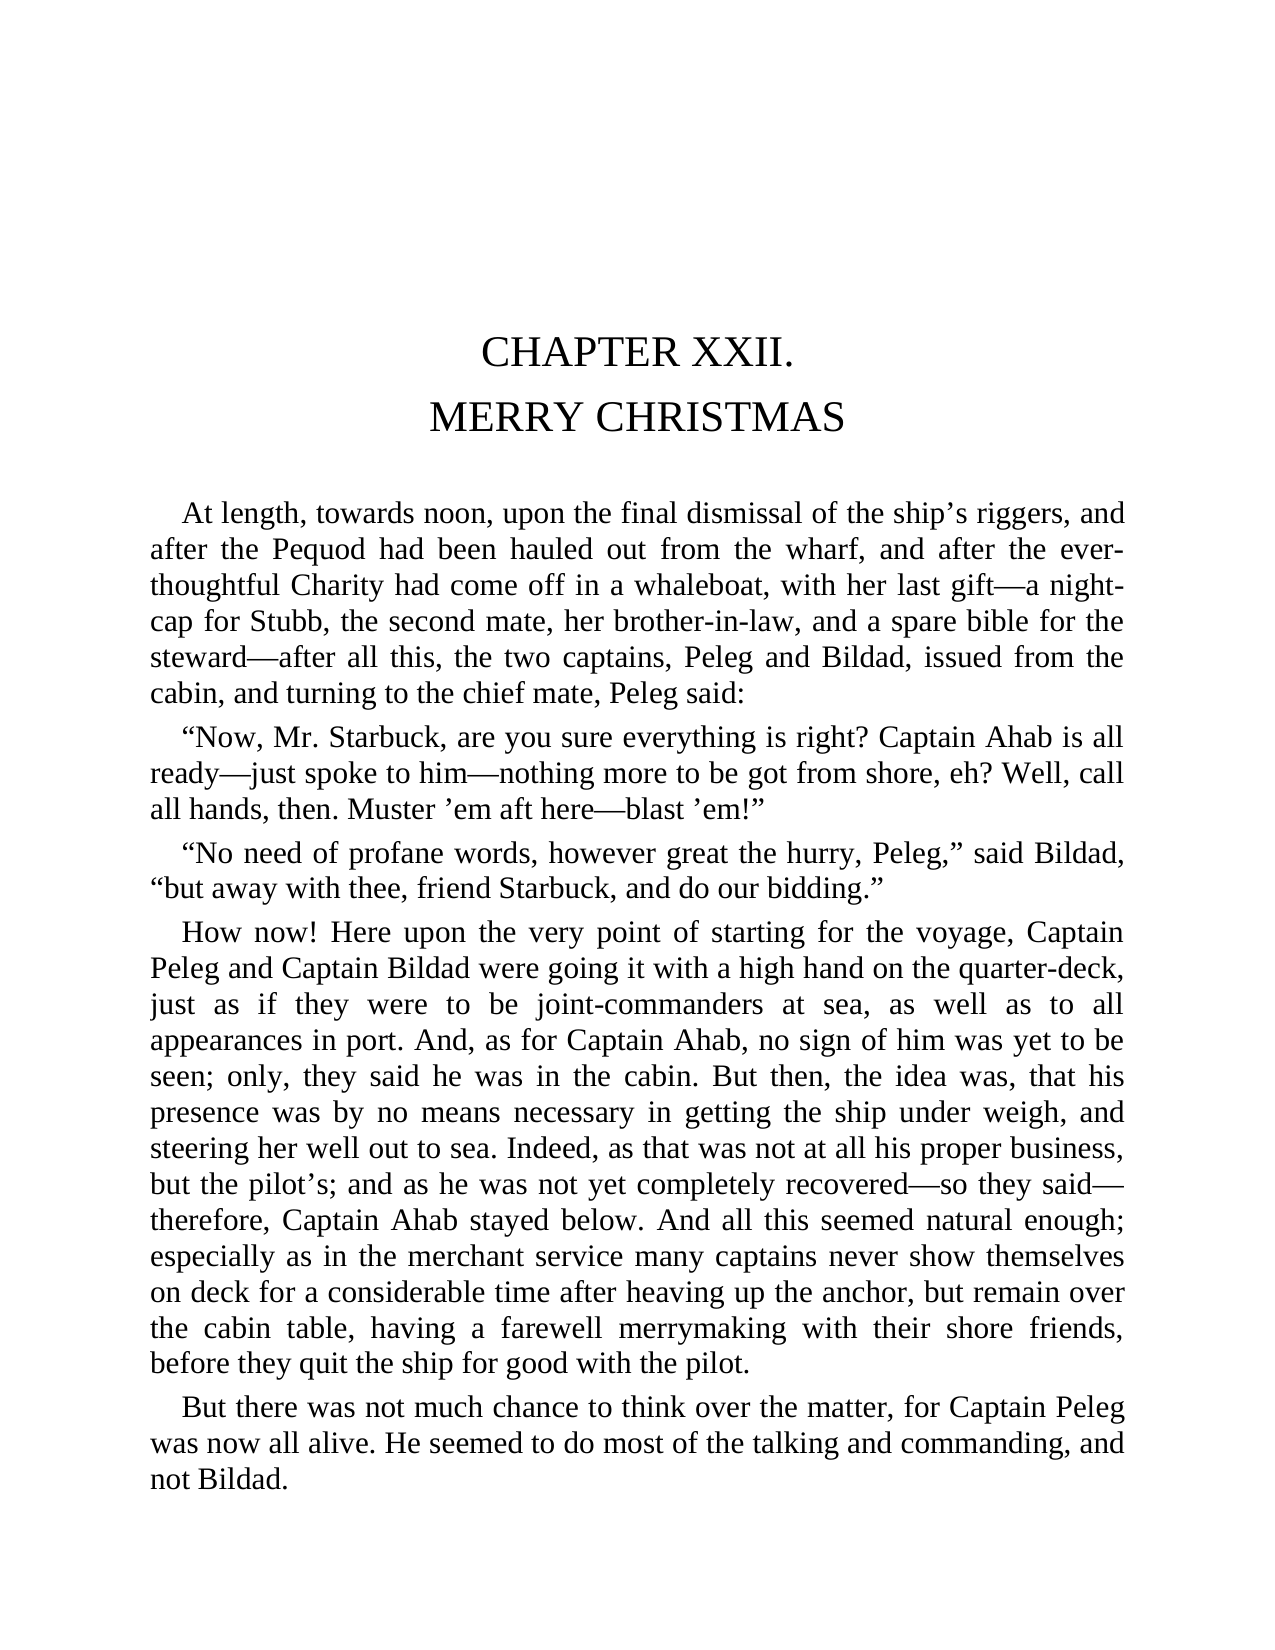 CHAPTER XXII.
MERRY CHRISTMAS
At length, towards noon, upon the final dismissal of the ship’s riggers, and
after the Pequod had been hauled out from the wharf, and after the ever-
thoughtful Charity had come off in a whaleboat, with her last gift—a night-
cap for Stubb, the second mate, her brother-in-law, and a spare bible for the
steward—after all this, the two captains, Peleg and Bildad, issued from the
cabin, and turning to the chief mate, Peleg said:
“Now, Mr. Starbuck, are you sure everything is right? Captain Ahab is all
ready—just spoke to him—nothing more to be got from shore, eh? Well, call
all hands, then. Muster ’em aft here—blast ’em!”
“No need of profane words, however great the hurry, Peleg,” said Bildad,
“but away with thee, friend Starbuck, and do our bidding.”
How now! Here upon the very point of starting for the voyage, Captain
Peleg and Captain Bildad were going it with a high hand on the quarter-deck,
just as if they were to be joint-commanders at sea, as well as to all
appearances in port. And, as for Captain Ahab, no sign of him was yet to be
seen; only, they said he was in the cabin. But then, the idea was, that his
presence was by no means necessary in getting the ship under weigh, and
steering her well out to sea. Indeed, as that was not at all his proper business,
but the pilot’s; and as he was not yet completely recovered—so they said—
therefore, Captain Ahab stayed below. And all this seemed natural enough;
especially as in the merchant service many captains never show themselves
on deck for a considerable time after heaving up the anchor, but remain over
the cabin table, having a farewell merrymaking with their shore friends,
before they quit the ship for good with the pilot.
But there was not much chance to think over the matter, for Captain Peleg
was now all alive. He seemed to do most of the talking and commanding, and
not Bildad.